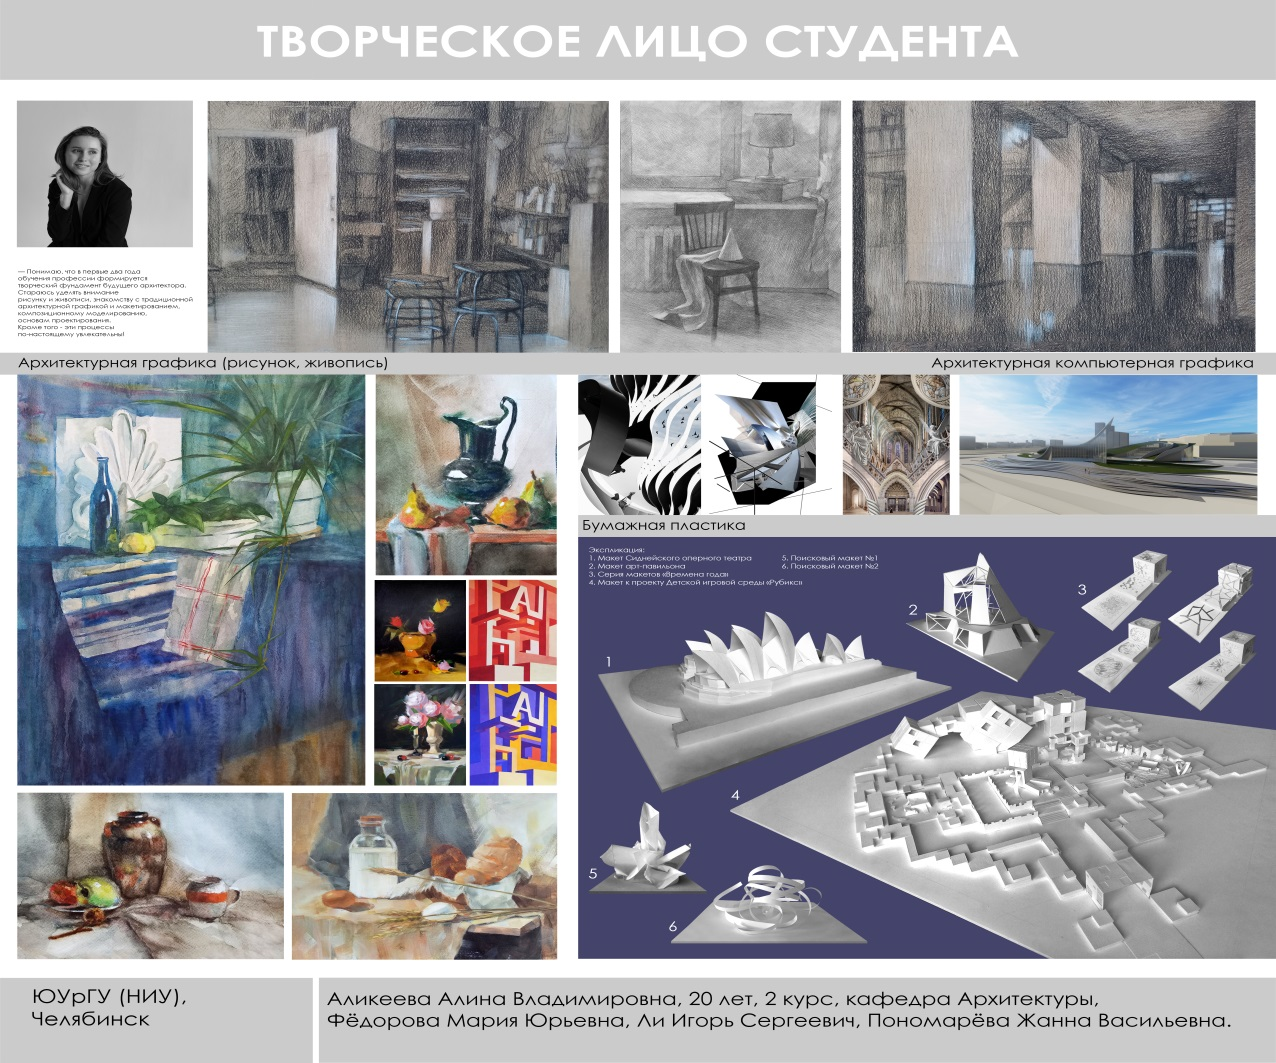 ТВОРЧЕСКОЕ ЛИЦО СТУДЕНТА
— Понимаю, что в первые два года
обучения профессии формируется
творческий фундамент будущего архитектора.
Стараюсь уделять внимание
рисунку и живописи, знакомству с традиционной
архитектурной графикой и макетированием,
композиционному моделированию,
основам проектирования.
Кроме того - эти процессы
по-настоящему увлекательны!
Архитектурная графика (рисунок, живопись)
Архитектурная компьютерная графика
Бумажная пластика
Экспликация:
1. Макет Сиднейского оперного театра
2. Макет арт-павильона
3. Серия макетов «Времена года»
4. Макет к проекту Детской игровой среды «Рубикс»
5. Поисковый макет №1
6. Поисковый макет №2
1
2
3
4
5
6
ЮУрГУ (НИУ),
Челябинск
Аликеева Алина Владимировна, 20 лет, 2 курс, кафедра Архитектуры,
Фёдорова Мария Юрьевна, Ли Игорь Сергеевич, Пономарёва Жанна Васильевна.